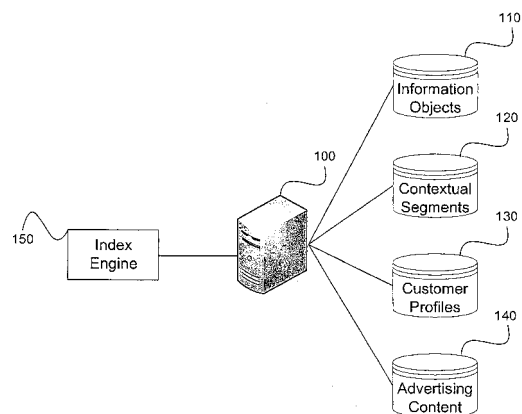 110
Information
Objects
120
100
Contextual
Segments
150
Index
Engine
130
Customer
Profiles
140
Advertising
Content